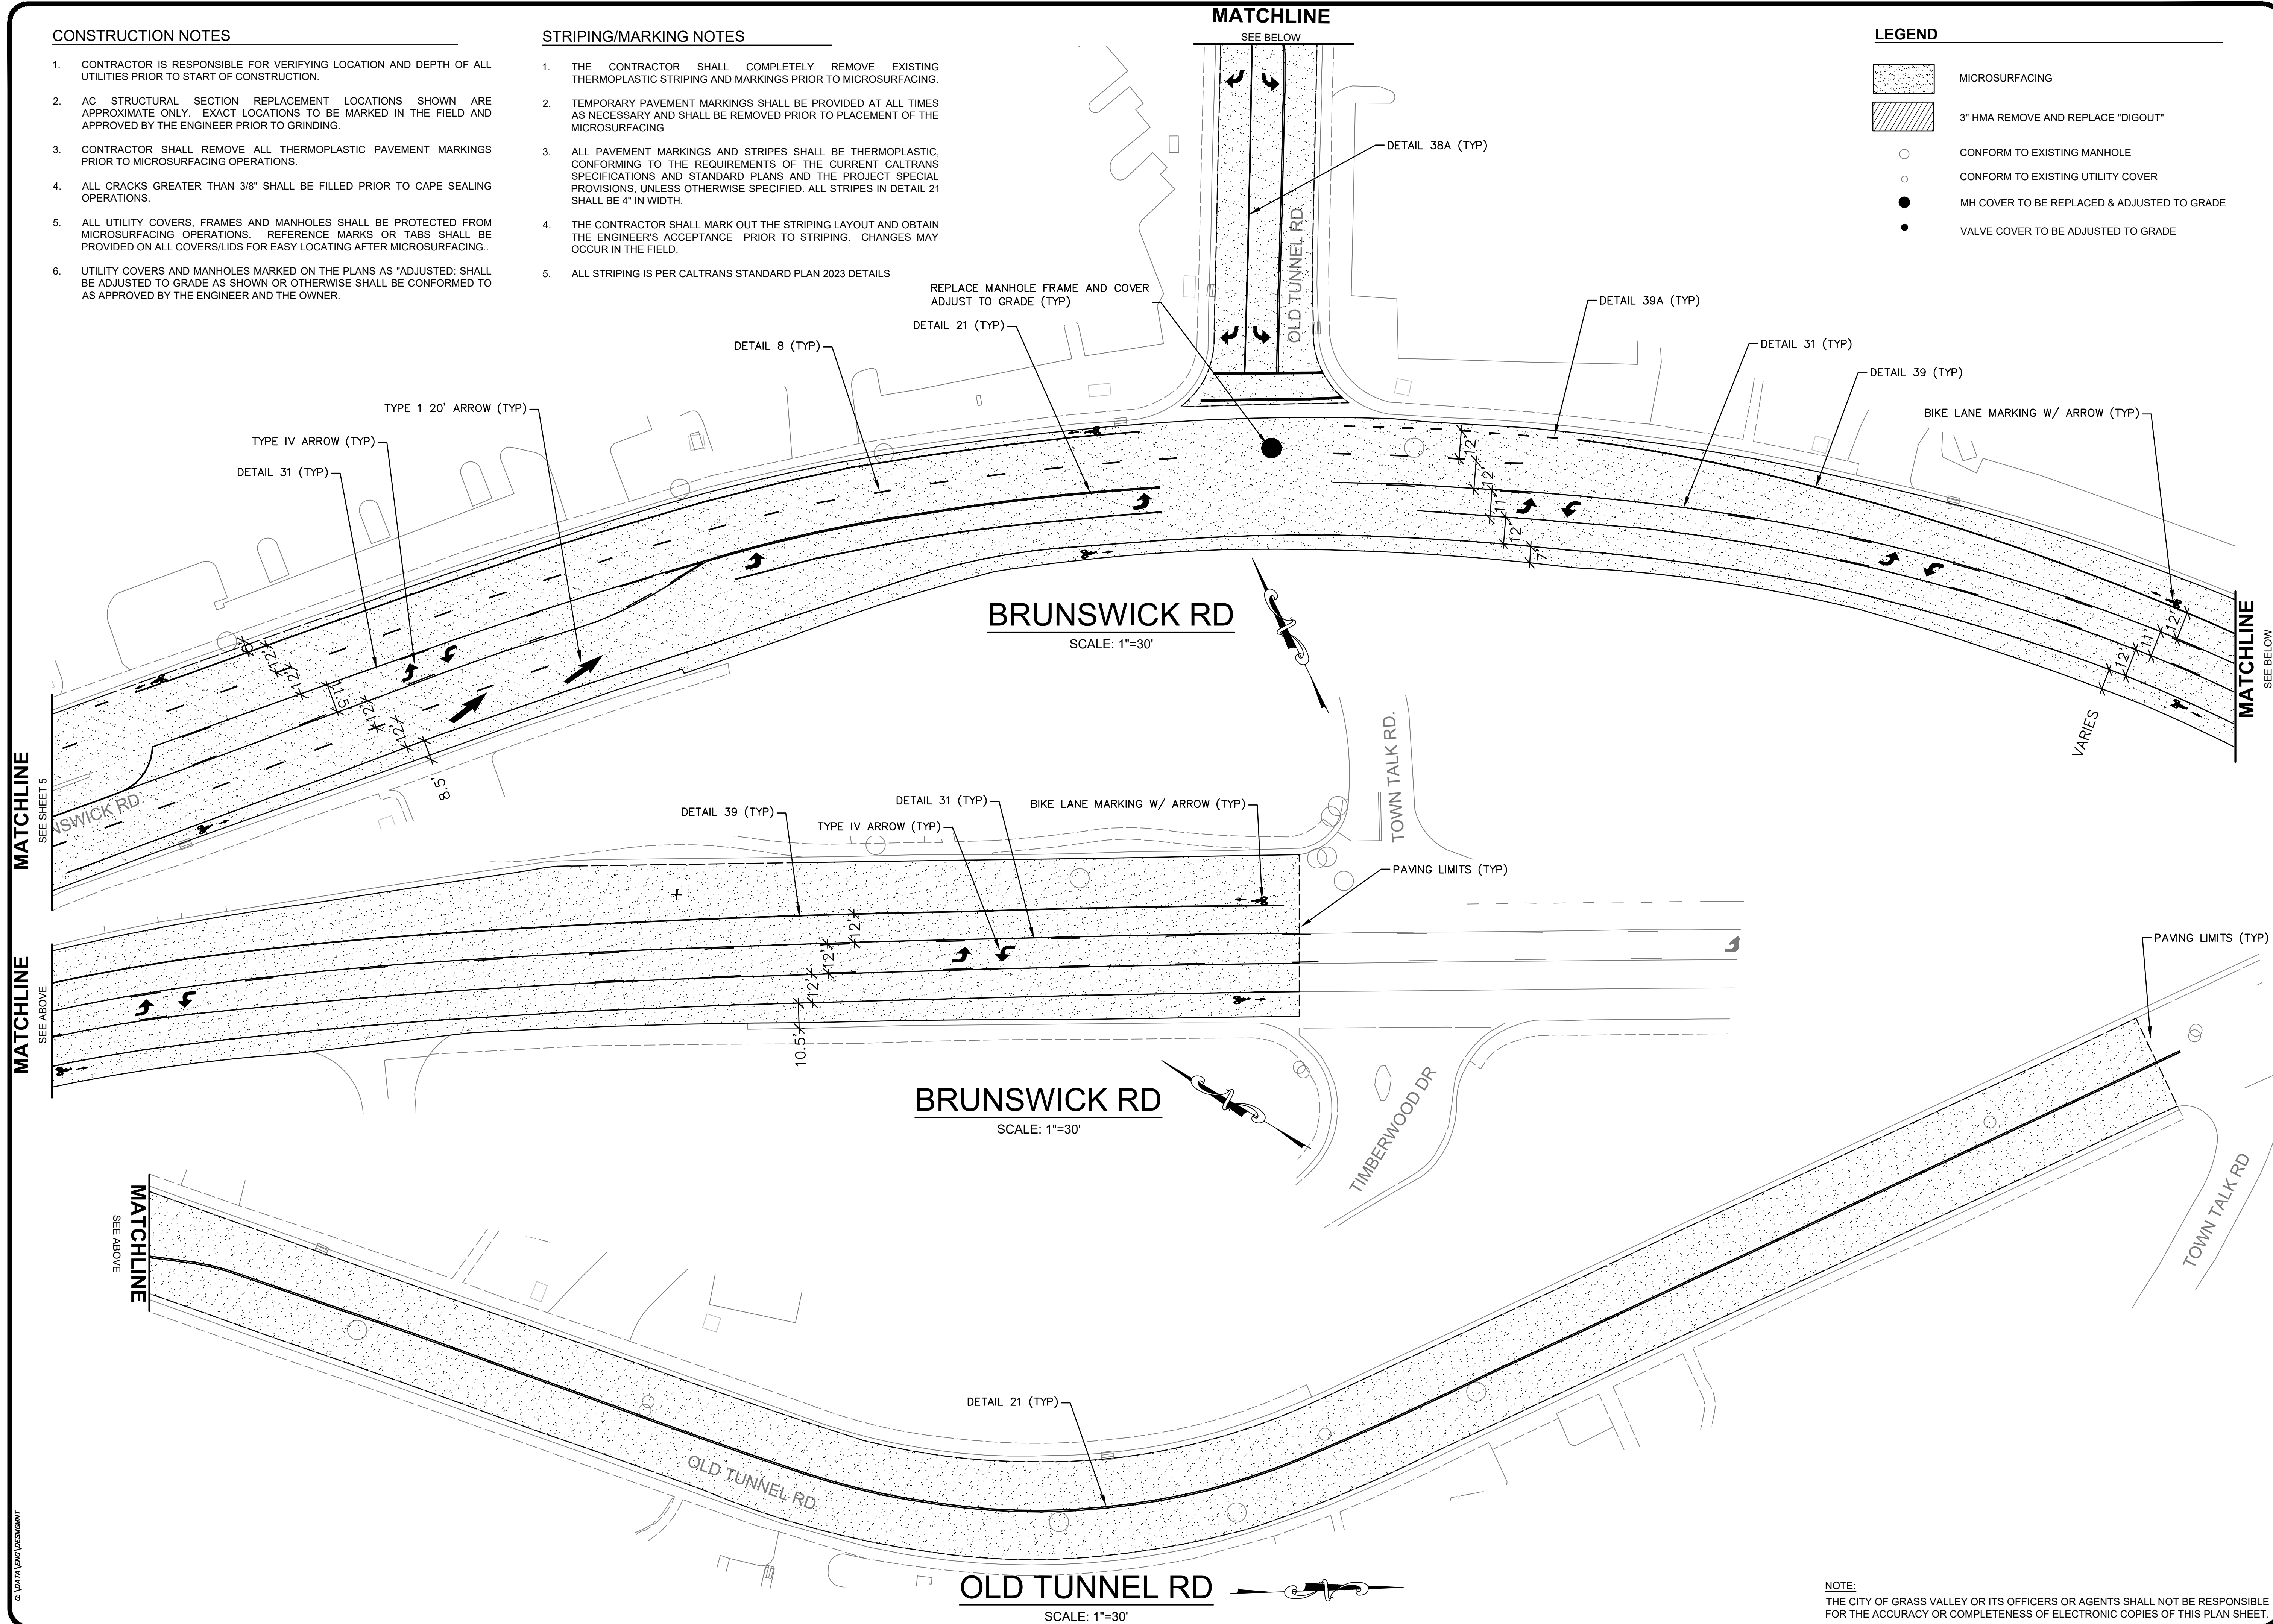 CONSTRUCTION NOTES
1. CONTRACTOR IS RESPONSIBLE FOR VERIFYING LOCATION AND DEPTH OF ALL
UTILITIES PRIOR TO START OF CONSTRUCTION.
2. AC STRUCTURAL SECTION REPLACEMENT LOCATIONS SHOWN ARE
APPROXIMATE ONLY. EXACT LOCATIONS TO BE MARKED IN THE FIELD AND
APPROVED BY THE ENGINEER PRIOR TO GRINDING.
3. CONTRACTOR SHALL REMOVE ALL THERMOPLASTIC PAVEMENT MARKINGS
PRIOR TO MICROSURFACING OPERATIONS.
4. ALL CRACKS GREATER THAN 3/8" SHALL BE FILLED PRIOR TO CAPE SEALING
OPERATIONS.
5. ALL UTILITY COVERS, FRAMES AND MANHOLES SHALL BE PROTECTED FROM
MICROSURFACING OPERATIONS. REFERENCE MARKS OR TABS SHALL BE
PROVIDED ON ALL COVERS/LIDS FOR EASY LOCATING AFTER MICROSURFACING..
6. UTILITY COVERS AND MANHOLES MARKED ON THE PLANS AS "ADJUSTED: SHALL
BE ADJUSTED TO GRADE AS SHOWN OR OTHERWISE SHALL BE CONFORMED TO
AS APPROVED BY THE ENGINEER AND THE OWNER.
STRIPING/MARKING NOTES
1. THE CONTRACTOR SHALL COMPLETELY REMOVE EXISTING
THERMOPLASTIC STRIPING AND MARKINGS PRIOR TO MICROSURFACING.
2. TEMPORARY PAVEMENT MARKINGS SHALL BE PROVIDED AT ALL TIMES
AS NECESSARY AND SHALL BE REMOVED PRIOR TO PLACEMENT OF THE
MICROSURFACING
3. ALL PAVEMENT MARKINGS AND STRIPES SHALL BE THERMOPLASTIC,
CONFORMING TO THE REQUIREMENTS OF THE CURRENT CALTRANS
SPECIFICATIONS AND STANDARD PLANS AND THE PROJECT SPECIAL
PROVISIONS, UNLESS OTHERWISE SPECIFIED. ALL STRIPES IN DETAIL 21
SHALL BE 4" IN WIDTH.
4. THE CONTRACTOR SHALL MARK OUT THE STRIPING LAYOUT AND OBTAIN
THE ENGINEER'S ACCEPTANCE PRIOR TO STRIPING. CHANGES MAY
OCCUR IN THE FIELD.
5. ALL STRIPING IS PER CALTRANS STANDARD PLAN 2023 DETAILS
MATCHLINE
SEE BELOW
LEGEND
MICROSURFACING
3" HMA REMOVE AND REPLACE "DIGOUT"
CONFORM TO EXISTING MANHOLE
CONFORM TO EXISTING UTILITY COVER
MH COVER TO BE REPLACED & ADJUSTED TO GRADE
VALVE COVER TO BE ADJUSTED TO GRADE
DETAIL 38A (TYP)
OLD TUNNEL RD.
REPLACE MANHOLE FRAME AND COVER
ADJUST TO GRADE (TYP)
DETAIL 21 (TYP)
DETAIL 8 (TYP)
TYPE 1 20' ARROW (TYP)
TYPE IV ARROW (TYP)
DETAIL 31 (TYP)
DETAIL 39A (TYP)
DETAIL 31 (TYP)
DETAIL 39 (TYP)
BIKE LANE MARKING W/ ARROW (TYP)
12'
12'
11'
12'
7'
6'
12'
12'
11.5'
12'
12'
8.5'
12'
11'
12'
VARIES
BRUNSWICK RD
SCALE: 1"=30'
MATCHLINE
SEE BELOW
MATCHLINE
SEE SHEET 5
NSWICK RD.
TOWN TALK RD.
DETAIL 39 (TYP)
DETAIL 31 (TYP)
TYPE IV ARROW (TYP)
BIKE LANE MARKING W/ ARROW (TYP)
PAVING LIMITS (TYP)
12'
12'
12'
10.5'
MATCHLINE
SEE ABOVE
BRUNSWICK RD
SCALE: 1"=30'
TIMBERWOOD DR
PAVING LIMITS (TYP)
TOWN TALK RD
MATCHLINE
SEE ABOVE
DETAIL 21 (TYP)
OLD TUNNEL RD.
OLD TUNNEL RD
SCALE: 1"=30'
G:\DATA\ENG\DESMGMNT
NOTE:
THE CITY OF GRASS VALLEY OR ITS OFFICERS OR AGENTS SHALL NOT BE RESPONSIBLE
FOR THE ACCURACY OR COMPLETENESS OF ELECTRONIC COPIES OF THIS PLAN SHEET.